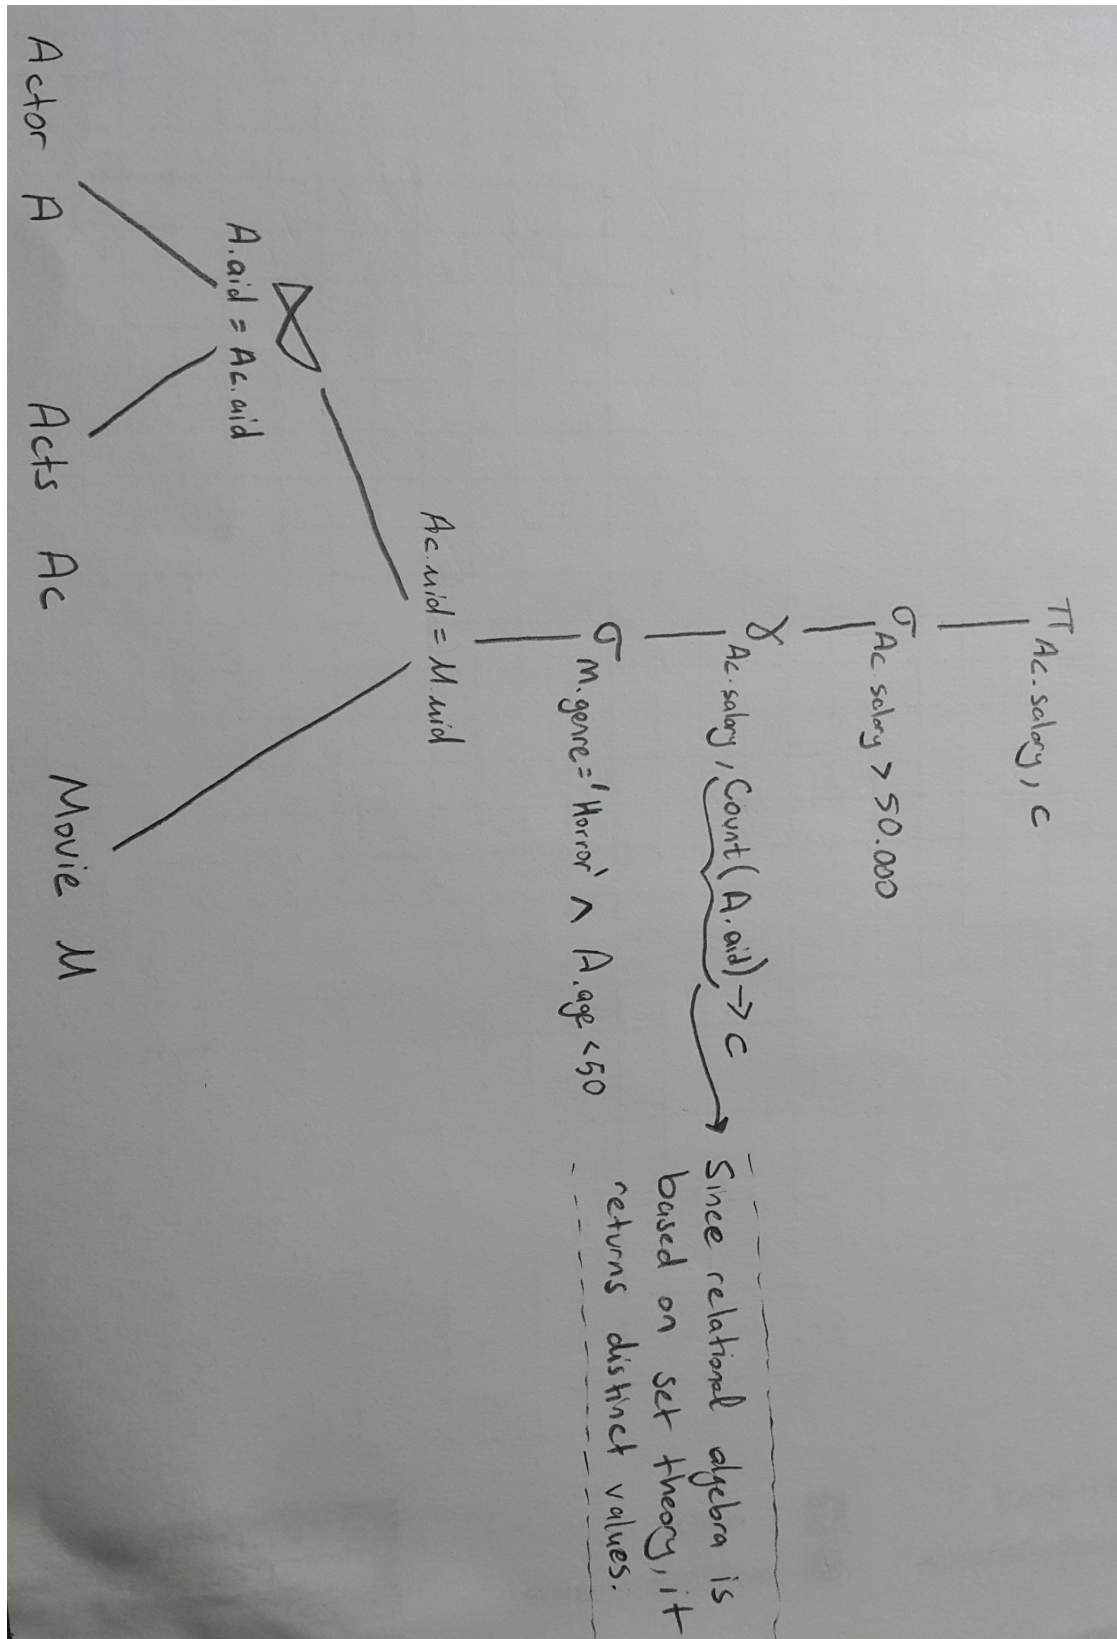 π Ac.salary, C
σ Ac.salary > 50.000
γ Ac.salary, Count(A.aid) → C
Since relational algebra is
based on set theory, it
returns distinct values.
σ M.genre = 'Horror' ∧ A.age < 50
Ac.mid = M.mid
⋈
A.aid = Ac.aid
Actor A
Acts Ac
Movie M